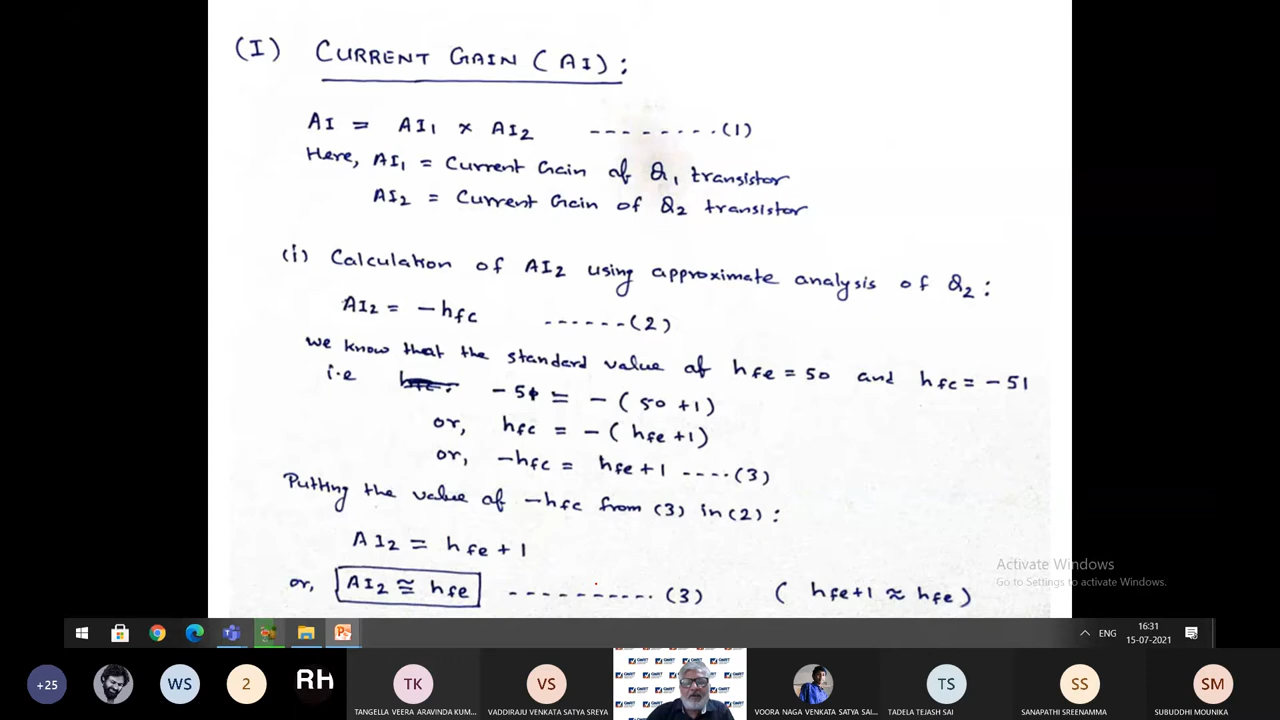 (I) CURRENT GAIN (AI):
AI = AI1 x AI2 ---------(1)
Here, AI1 = Current Gain of Q1 transistor
AI2 = Current Gain of Q2 transistor
(i) Calculation of AI2 using approximate analysis of Q2:
AI2 = -hfc ------(2)
we know that the standard value of hfe = 50 and hfc = -51
i.e -51 = -(50+1)
or, hfc = -(hfe+1)
or, -hfc = hfe+1 ----(3)
Putting the value of -hfc from (3) in (2):
AI2 = hfe + 1
or, AI2 ≅ hfe ---------- (3) (hfe+1 ≈ hfe)
Activate Windows
Go to Settings to activate Windows.
ENG
16:31
15-07-2021
+25
WS
2
RH
TK
VS
TS
SS
SM
TANGELLA VEERA ARAVINDA KUM...
VADDIRAJU VENKATA SATYA SREYA
VOORA NAGA VENKATA SATYA SAI...
TADELA TEJASH SAI
SANAPATHI SREENAMMA
SUBUDDHI MOUNIKA